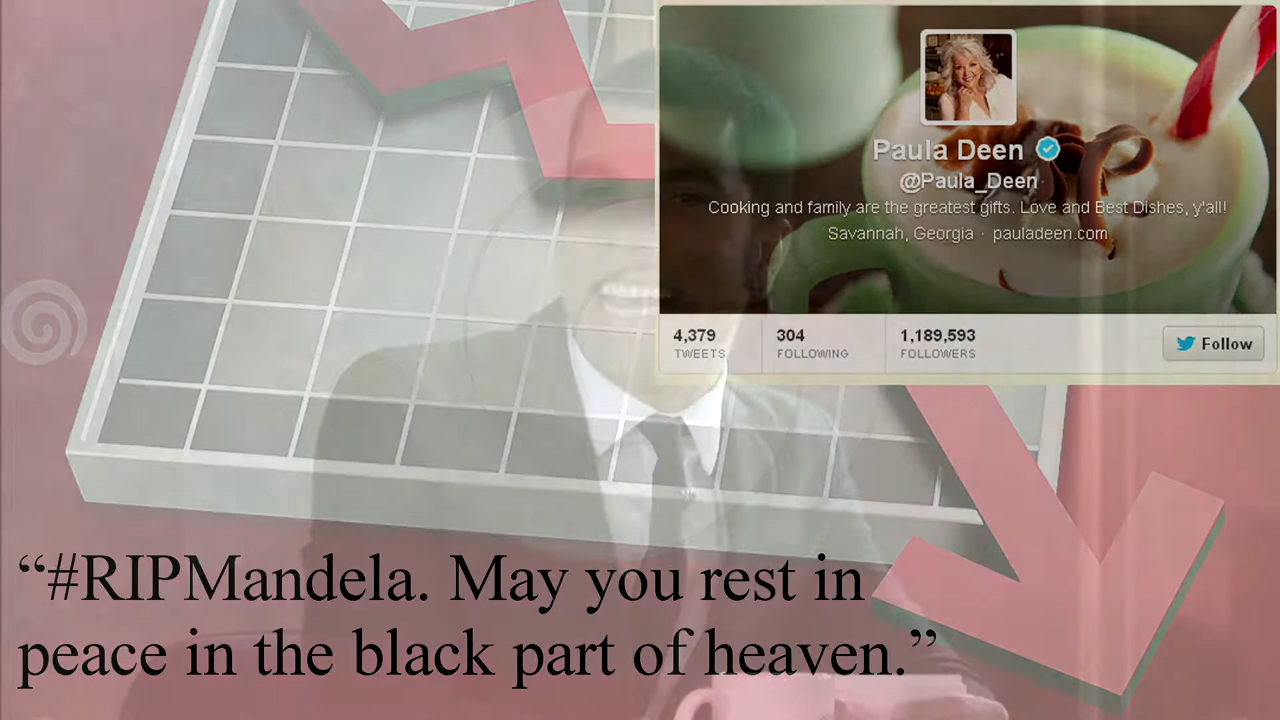 Paula Deen
@Paula_Deen
Cooking and family are the greatest gifts. Love and Best Dishes, y'all!
Savannah, Georgia · pauladeen.com
4,379 304 1,189,593
TWEETS FOLLOWING FOLLOWERS
Follow
“#RIPMandela. May you rest in
peace in the black part of heaven.”